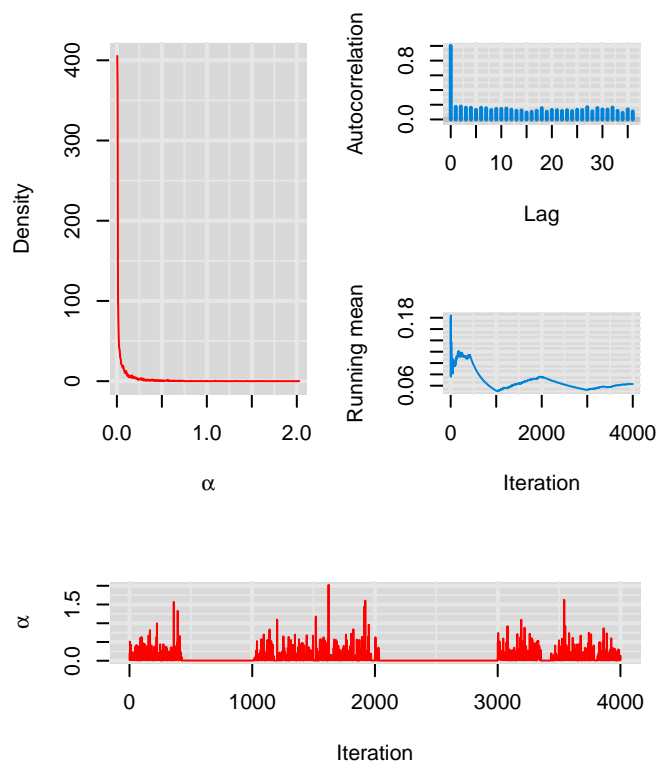 Density
400
300
200
100
0
0.0 1.0 2.0
α
Autocorrelation
0.8
0.0
0 10 20 30
Lag
Running mean
0.18
0.06
0 2000 4000
Iteration
α
1.5
0.0
0 1000 2000 3000 4000
Iteration